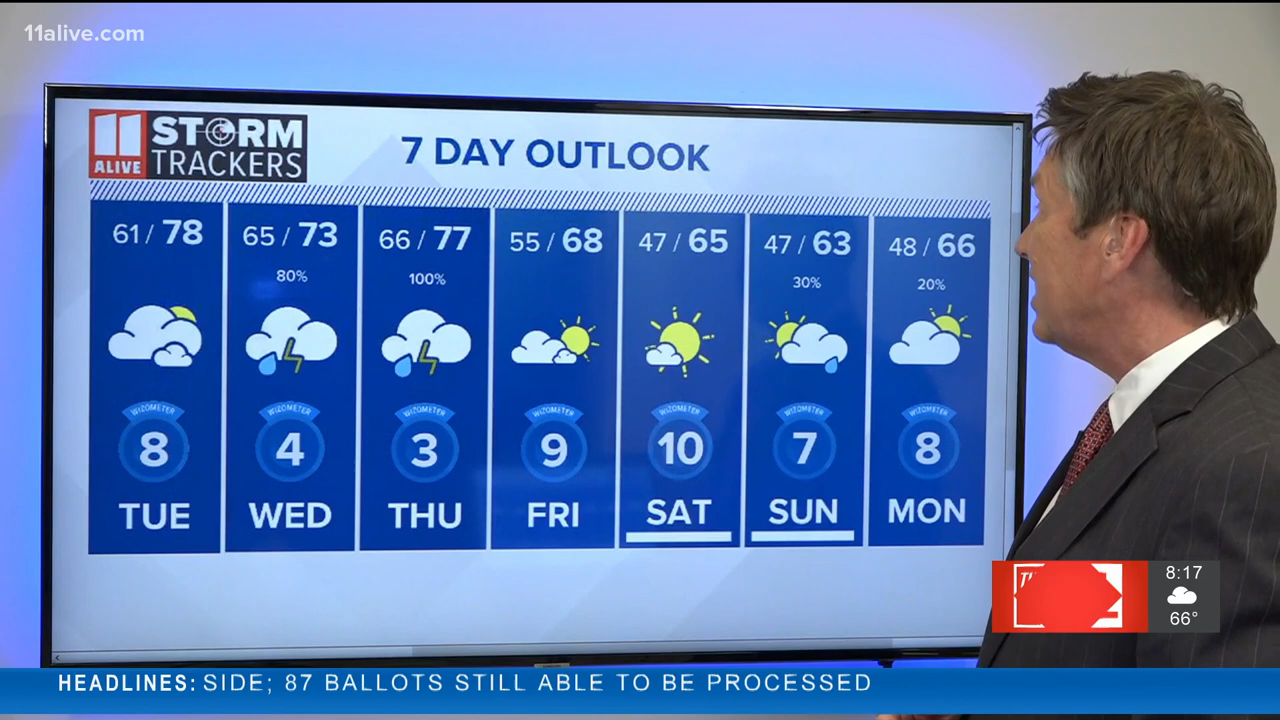 11alive.com
11 ALIVE STORM TRACKERS
7 DAY OUTLOOK
61 / 78 65 / 73 66 / 77 55 / 68 47 / 65 47 / 63 48 / 66
80% 100% 30% 20%
WIZOMETER WIZOMETER WIZOMETER WIZOMETER WIZOMETER WIZOMETER WIZOMETER
8 4 3 9 10 7 8
TUE WED THU FRI SAT SUN MON
8:17
66°
HEADLINES: SIDE; 87 BALLOTS STILL ABLE TO BE PROCESSED